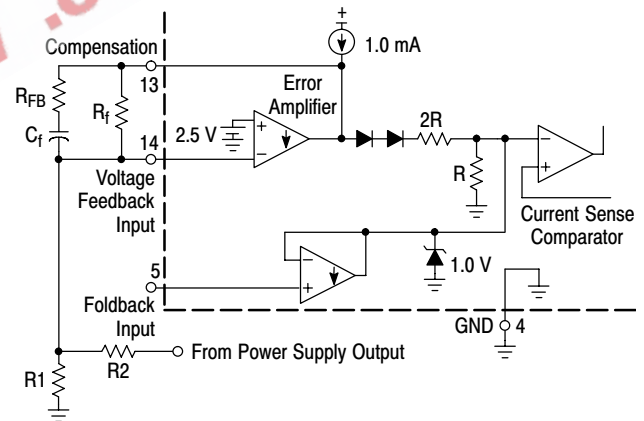 +
1.0 mA
Compensation
13
RFB
Rf
Cf
Error
Amplifier
2.5 V
+
−
14
Voltage
Feedback
Input
2R
R
−
+
Current Sense
Comparator
−
+
1.0 V
5
Foldback
Input
GND 4
From Power Supply Output
R2
R1